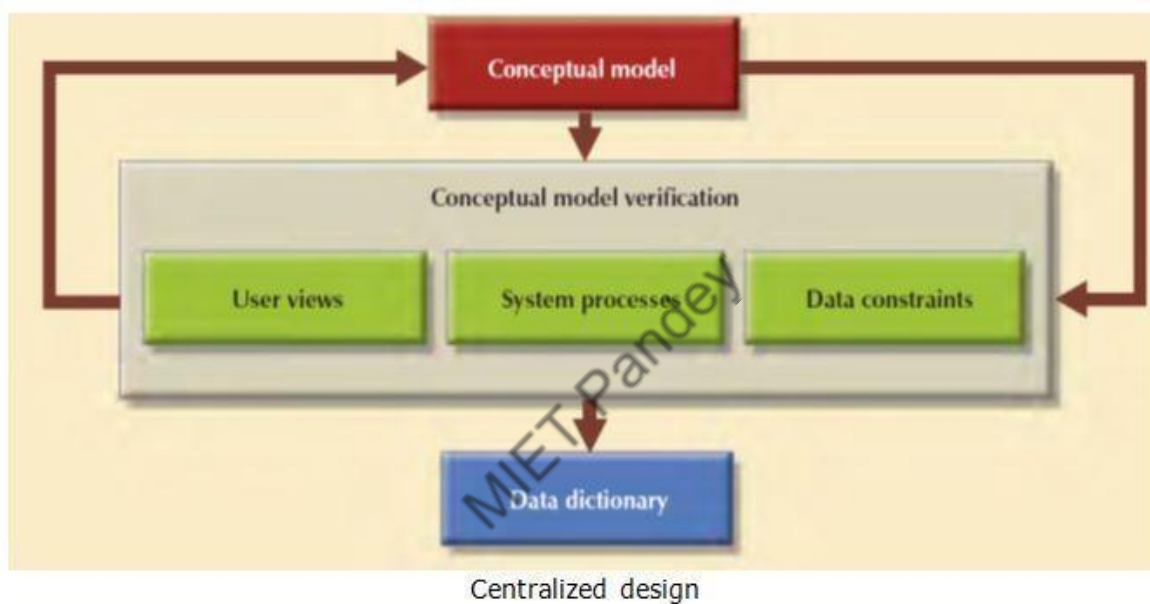 Conceptual model
Conceptual model verification
User views
System processes
Data constraints
MIET Pandey
Data dictionary
Centralized design